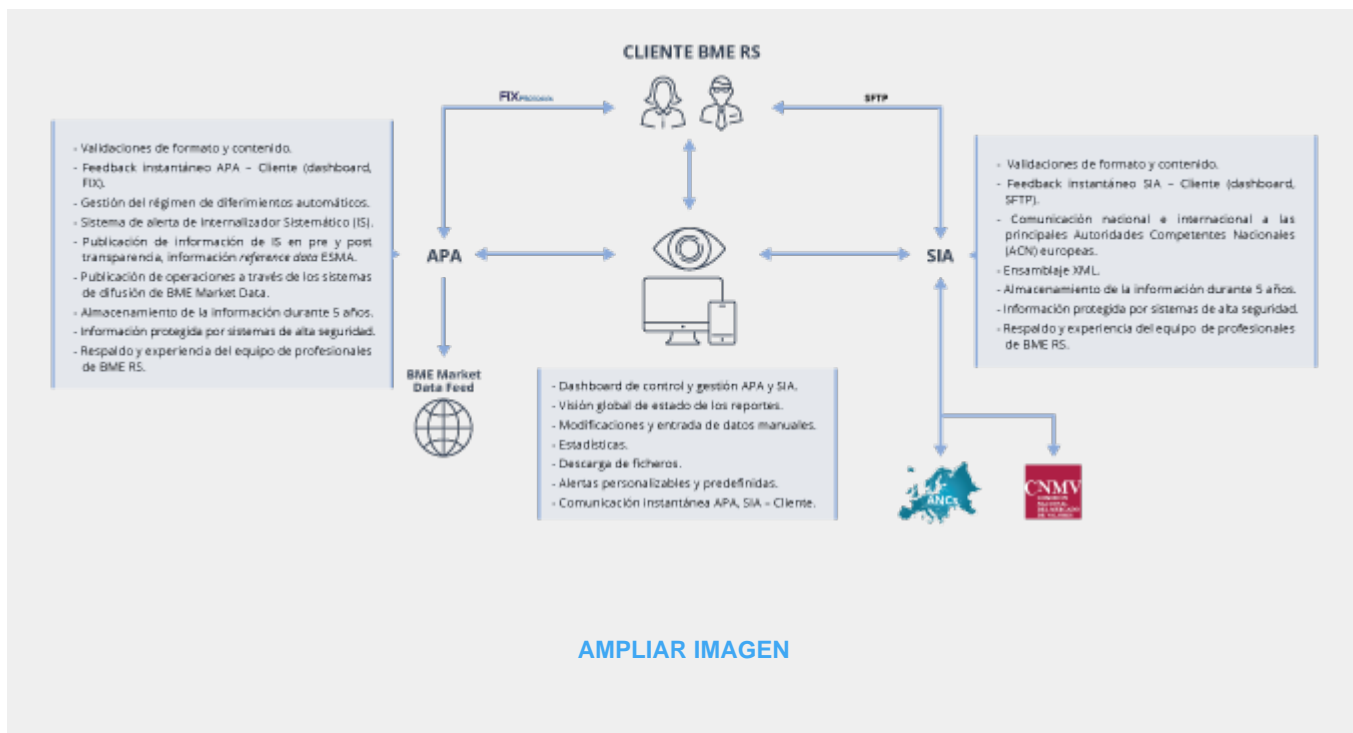 CLIENTE BME RS
FIX
SFTP
- Validaciones de formato y contenido.
- Feedback instantáneo APA – Cliente (dashboard,
FIX).
- Gestión del régimen de diferimientos automáticos.
- Sistema de alerta de Internalizador Sistemático (IS).
- Publicación de información de IS en pre y post
transparencia, información reference data ESMA.
- Publicación de operaciones a través de los sistemas
de difusión de BME Market Data.
- Almacenamiento de la información durante 5 años.
- Información protegida por sistemas de alta seguridad.
- Respaldo y experiencia del equipo de profesionales
de BME RS.
APA
SIA
- Validaciones de formato y contenido.
- Feedback instantáneo SIA – Cliente (dashboard,
SFTP).
- Comunicación nacional e internacional a las
principales Autoridades Competentes Nacionales
(ACN) europeas.
- Ensamblaje XML.
- Almacenamiento de la información durante 5 años.
- Información protegida por sistemas de alta seguridad.
- Respaldo y experiencia del equipo de profesionales
de BME RS.
BME Market
Data Feed
- Dashboard de control y gestión APA y SIA.
- Visión global de estado de los reportes.
- Modificaciones y entrada de datos manuales.
- Estadísticas.
- Descarga de ficheros.
- Alertas personalizables y predefinidas.
- Comunicación instantánea APA, SIA – Cliente.
ANCs
CNMV
COMISIÓN
NACIONAL
DEL MERCADO
DE VALORES
AMPLIAR IMAGEN